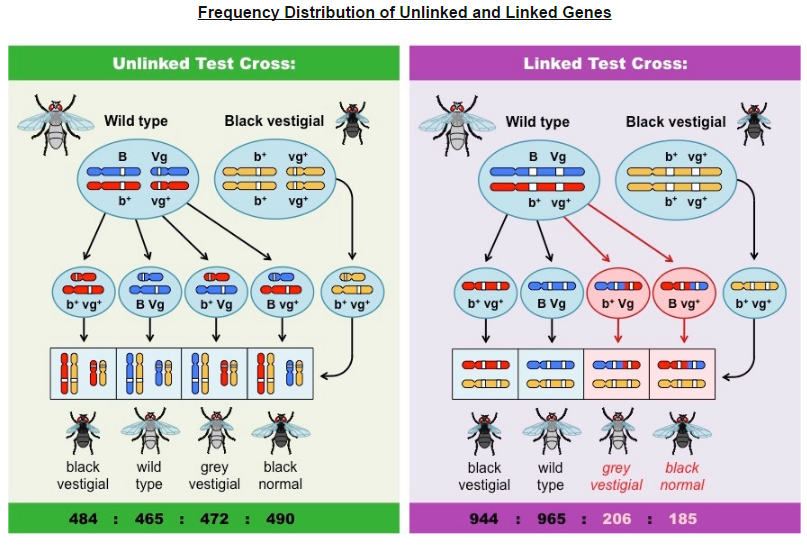 Frequency Distribution of Unlinked and Linked Genes
Unlinked Test Cross:
Wild type
Black vestigial
B Vg
b⁺ vg⁺
b⁺ vg⁺
b⁺ vg⁺
b⁺ vg⁺
B Vg
b⁺ Vg
B vg⁺
b⁺ vg⁺
black vestigial
wild type
grey vestigial
black normal
484 : 465 : 472 : 490
Linked Test Cross:
Wild type
Black vestigial
B Vg
b⁺ vg⁺
b⁺ vg⁺
b⁺ vg⁺
b⁺ vg⁺
B Vg
b⁺ Vg
B vg⁺
b⁺ vg⁺
black vestigial
wild type
grey vestigial
black normal
944 : 965 : 206 : 185